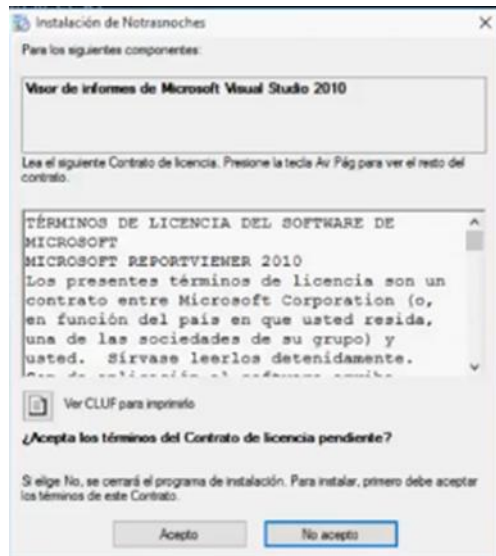 Instalación de Notrasnoches
Para los siguientes componentes:
Visor de informes de Microsoft Visual Studio 2010
Lea el siguiente Contrato de licencia. Presione la tecla Av Pág para ver el resto del
contrato.
TÉRMINOS DE LICENCIA DEL SOFTWARE DE
MICROSOFT
MICROSOFT REPORTVIEWER 2010
Los presentes términos de licencia son un
contrato entre Microsoft Corporation (o,
en función del país en que usted resida,
una de las sociedades de su grupo) y
usted. Sírvase leerlos detenidamente.
Ver CLUF para imprimirlo
¿Acepta los términos del Contrato de licencia pendiente?
Si elige No, se cerrará el programa de instalación. Para instalar, primero debe aceptar
los términos de este Contrato.
Acepto
No acepto